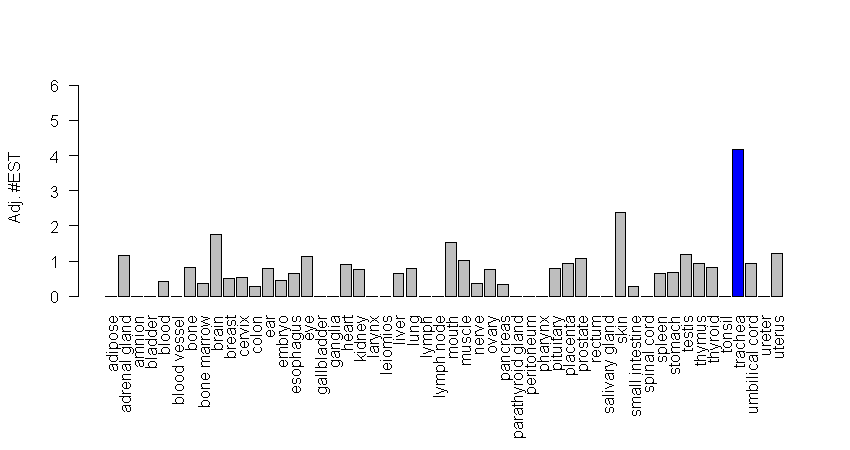 Adj. #EST
6
5
4
3
2
1
0
adipose
adrenal gland
amnion
bladder
blood
blood vessel
bone
bone marrow
brain
breast
cervix
colon
ear
embryo
esophagus
eye
gallbladder
ganglia
heart
kidney
larynx
leiomios
liver
lung
lymph
lymph node
mouth
muscle
nerve
ovary
pancreas
parathyroid gland
peritoneum
pharynx
pituitary
placenta
prostate
rectum
salivary gland
skin
small intestine
spinal cord
spleen
stomach
testis
thymus
thyroid
tonsil
trachea
umbilical cord
ureter
uterus